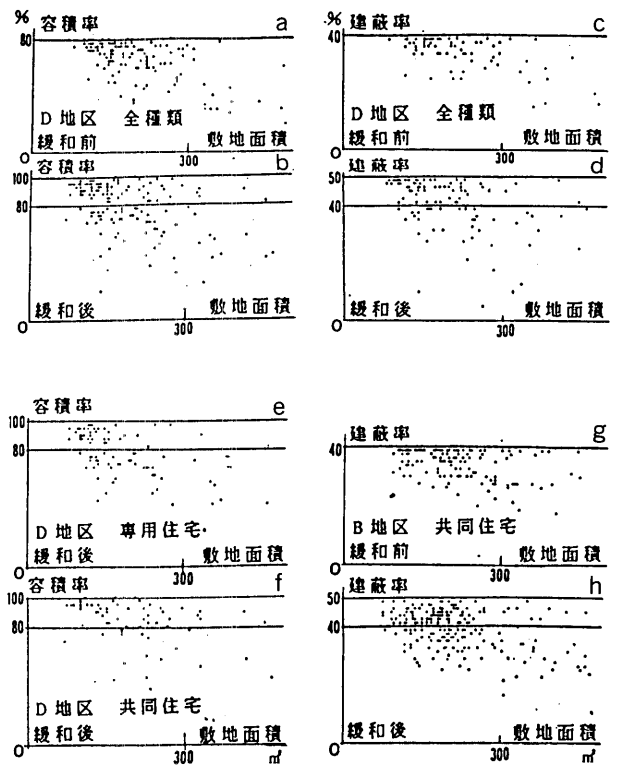 % 容積率 a
80
D地区 全種類
緩和前 敷地面積
0 300
容積率 b
100
80
緩和後 敷地面積
0 300
% 建蔽率 c
40
D地区 全種類
緩和前 敷地面積
0 300
建蔽率 d
50
40
緩和後 敷地面積
0 300
容積率 e
100
80
D地区 専用住宅
緩和後 敷地面積
0 300
容積率 f
100
80
D地区 共同住宅
緩和後 敷地面積
0 300 ㎡
建蔽率 g
40
B地区 共同住宅
緩和前 敷地面積
0 300
建蔽率 h
50
40
緩和後 敷地面積
0 300 ㎡